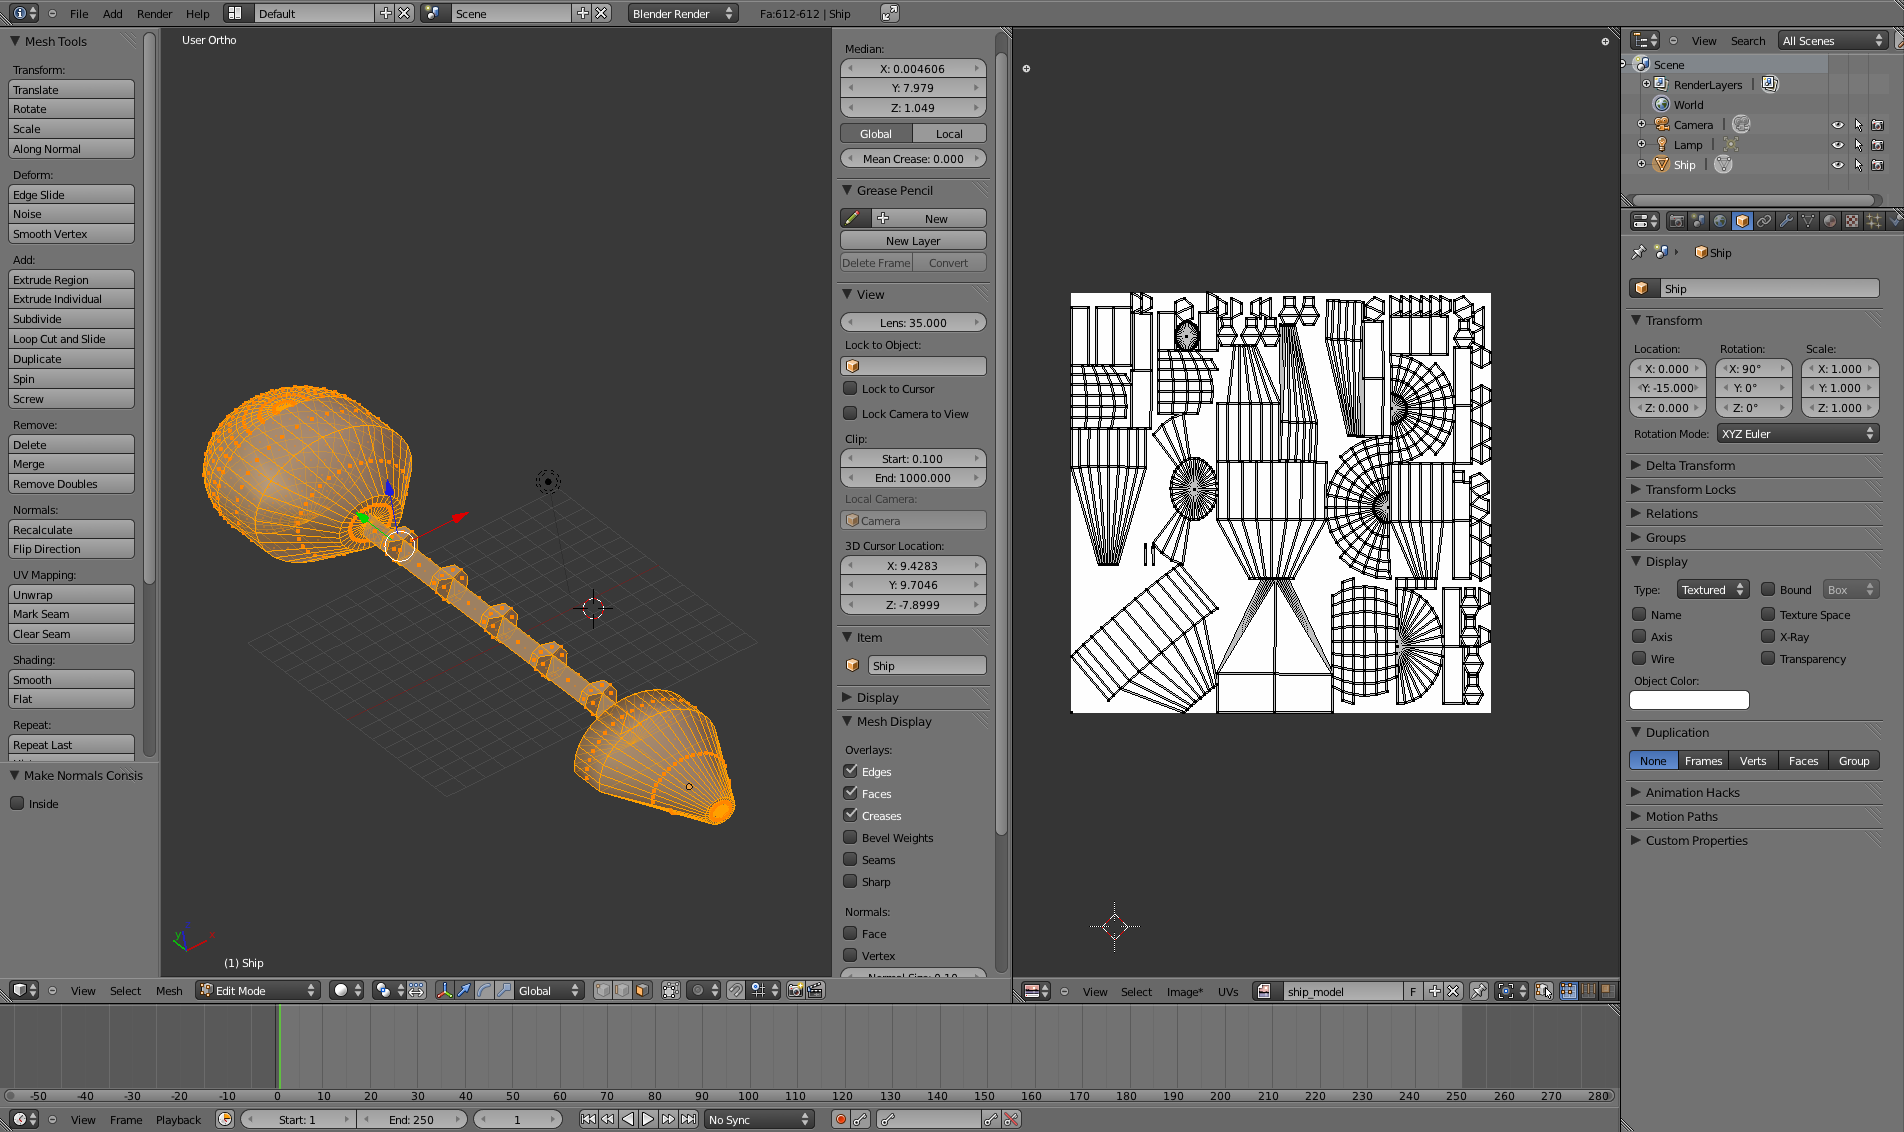 File Add Render Help Default Scene Blender Render Fa:612-612 | Ship
Mesh Tools
Transform:
Translate
Rotate
Scale
Along Normal
Deform:
Edge Slide
Noise
Smooth Vertex
Add:
Extrude Region
Extrude Individual
Subdivide
Loop Cut and Slide
Duplicate
Spin
Screw
Remove:
Delete
Merge
Remove Doubles
Normals:
Recalculate
Flip Direction
UV Mapping:
Unwrap
Mark Seam
Clear Seam
Shading:
Smooth
Flat
Repeat:
Repeat Last
Make Normals Consis
Inside
User Ortho
x
y
(1) Ship
Median:
X: 0.004606
Y: 7.979
Z: 1.049
Global Local
Mean Crease: 0.000
Grease Pencil
New
New Layer
Delete Frame Convert
View
Lens: 35.000
Lock to Object:
Lock to Cursor
Lock Camera to View
Clip:
Start: 0.100
End: 1000.000
Local Camera:
Camera
3D Cursor Location:
X: 9.4283
Y: 9.7046
Z: -7.8999
Item
Ship
Display
Mesh Display
Overlays:
Edges
Faces
Creases
Bevel Weights
Seams
Sharp
Normals:
Face
Vertex
Normal Size: 0.10
View Select Mesh Edit Mode Global
View Select Image* UVs ship_model F
View Search All Scenes
Scene
RenderLayers |
World
Camera |
Lamp |
Ship |
Ship
Ship
Transform
Location: Rotation: Scale:
X: 0.000 X: 90° X: 1.000
Y: -15.000 Y: 0° Y: 1.000
Z: 0.000 Z: 0° Z: 1.000
Rotation Mode: XYZ Euler
Delta Transform
Transform Locks
Relations
Groups
Display
Type: Textured Bound Box
Name Texture Space
Axis X-Ray
Wire Transparency
Object Color:
Duplication
None Frames Verts Faces Group
Animation Hacks
Motion Paths
Custom Properties
-50 -40 -30 -20 -10 0 10 20 30 40 50 60 70 80 90 100 110 120 130 140 150 160 170 180 190 200 210 220 230 240 250 260 270 280
View Frame Playback Start: 1 End: 250 1 No Sync